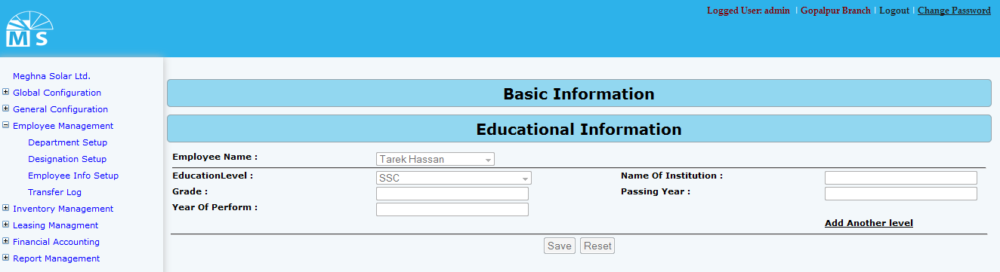 Logged User: admin | Gopalpur Branch | Logout | Change Password
MS
Meghna Solar Ltd.
Global Configuration
General Configuration
Employee Management
Department Setup
Designation Setup
Employee Info Setup
Transfer Log
Inventory Management
Leasing Managment
Financial Accounting
Report Management
Basic Information
Educational Information
Employee Name : Tarek Hassan
EducationLevel : SSC Name Of Institution :
Grade : Passing Year :
Year Of Perform :
Add Another level
Save Reset